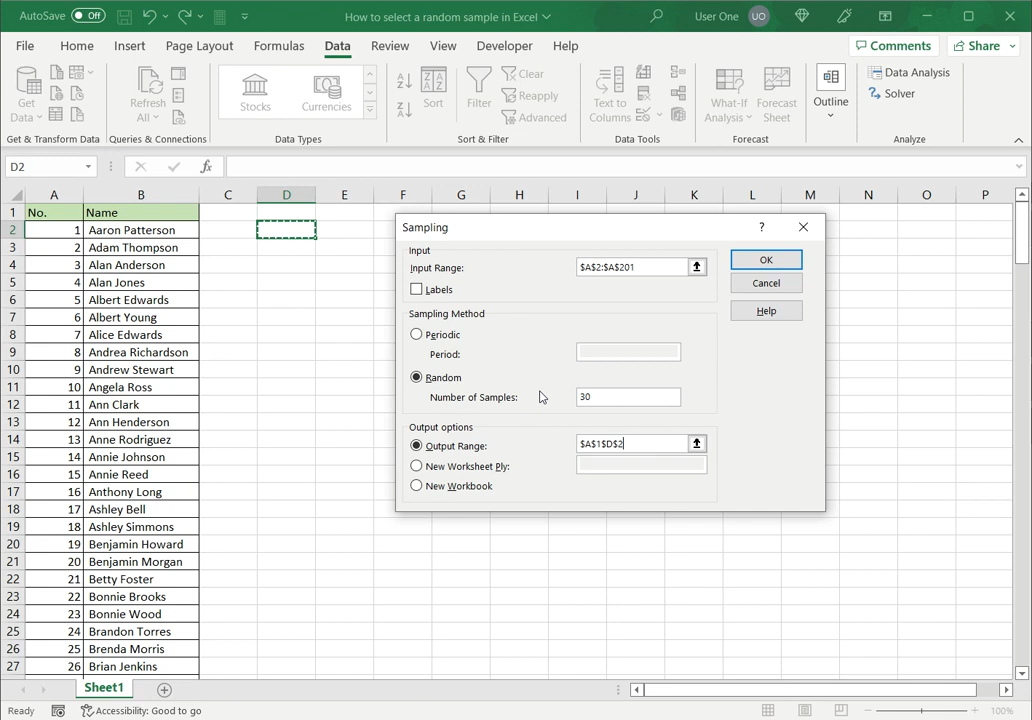 AutoSave Off
How to select a random sample in Excel
User One UO
File Home Insert Page Layout Formulas Data Review View Developer Help
Comments Share
Get Data
Refresh All
Stocks
Currencies
Sort
Filter
Clear
Reapply
Advanced
Text to Columns
What-If Analysis
Forecast Sheet
Outline
Data Analysis
Solver
Get & Transform Data Queries & Connections Data Types Sort & Filter Data Tools Forecast Analyze
D2 fx
A B C D E F G H I J K L M N O P
1 No. Name
2 1 Aaron Patterson
3 2 Adam Thompson
4 3 Alan Anderson
5 4 Alan Jones
6 5 Albert Edwards
7 6 Albert Young
8 7 Alice Edwards
9 8 Andrea Richardson
10 9 Andrew Stewart
11 10 Angela Ross
12 11 Ann Clark
13 12 Ann Henderson
14 13 Anne Rodriguez
15 14 Annie Johnson
16 15 Annie Reed
17 16 Anthony Long
18 17 Ashley Bell
19 18 Ashley Simmons
20 19 Benjamin Howard
21 20 Benjamin Morgan
22 21 Betty Foster
23 22 Bonnie Brooks
24 23 Bonnie Wood
25 24 Brandon Torres
26 25 Brenda Morris
27 26 Brian Jenkins
Sampling ?
Input
Input Range: $A$2:$A$201
Labels
Sampling Method
Periodic
Period:
Random
Number of Samples: 30
Output options
Output Range: $A$1$D$2
New Worksheet Ply:
New Workbook
OK
Cancel
Help
Sheet1
Ready Accessibility: Good to go 100%